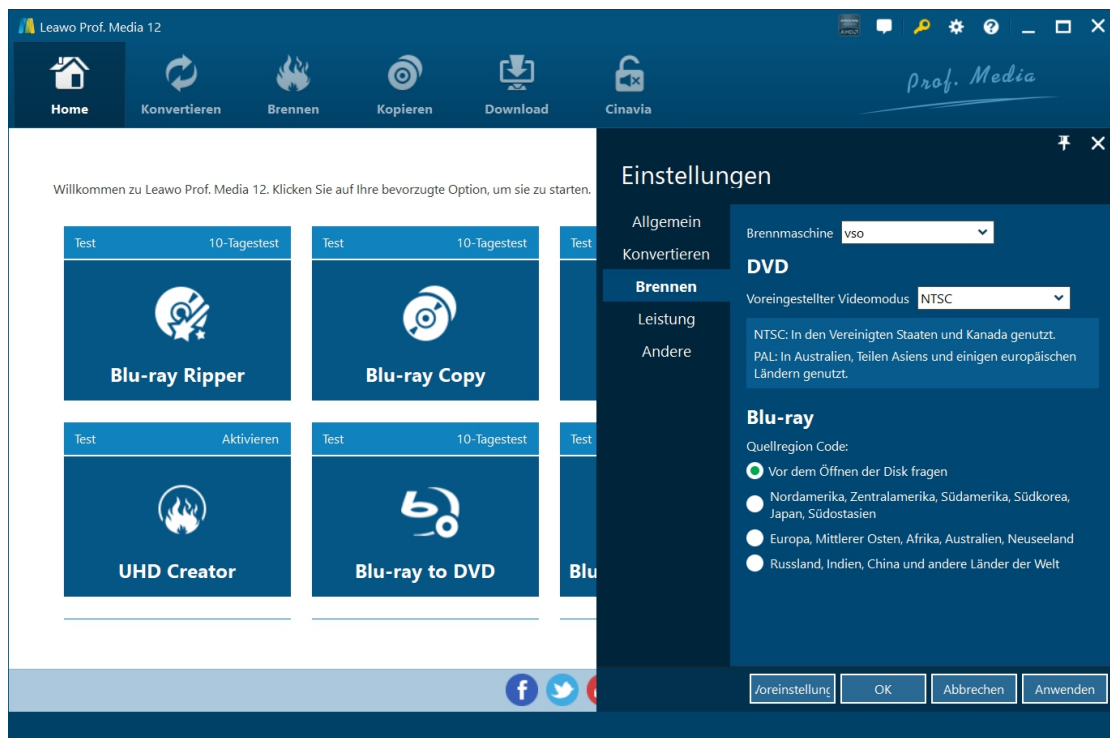 Leawo Prof. Media 12
Home
Konvertieren
Brennen
Kopieren
Download
Cinavia
Prof. Media
Willkommen zu Leawo Prof. Media 12. Klicken Sie auf Ihre bevorzugte Option, um sie zu starten.
Test 10-Tagestest
Test 10-Tagestest
Test
Blu-ray Ripper
Blu-ray Copy
Test Aktivieren
Test 10-Tagestest
Test
UHD Creator
Blu-ray to DVD
Blu
Einstellungen
Allgemein
Konvertieren
Brennen
Leistung
Andere
Brennmaschine vso
DVD
Voreingestellter Videomodus NTSC
NTSC: In den Vereinigten Staaten und Kanada genutzt.
PAL: In Australien, Teilen Asiens und einigen europäischen
Ländern genutzt.
Blu-ray
Quellregion Code:
Vor dem Öffnen der Disk fragen
Nordamerika, Zentralamerika, Südamerika, Südkorea,
Japan, Südostasien
Europa, Mittlerer Osten, Afrika, Australien, Neuseeland
Russland, Indien, China und andere Länder der Welt
OK
Abbrechen
Anwenden